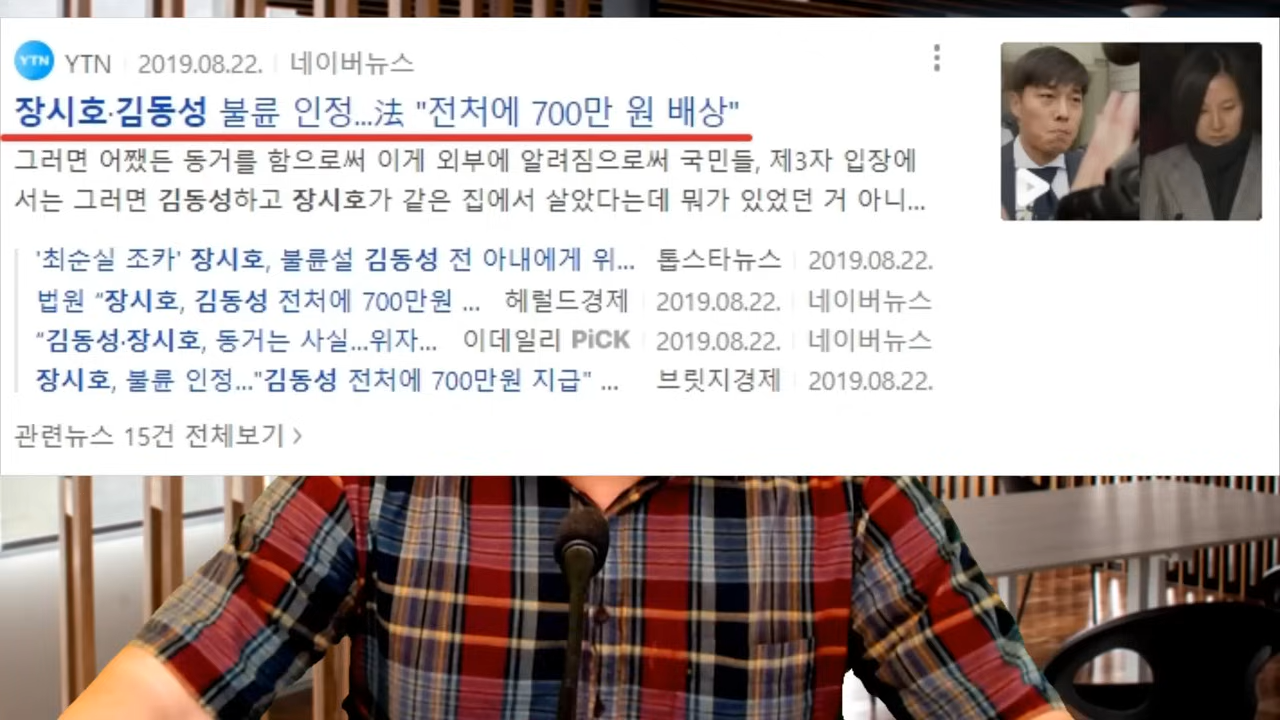 YTN YTN 2019.08.22. 네이버뉴스
장시호·김동성 불륜 인정...法 "전처에 700만 원 배상"
그러면 어쨌든 동거를 함으로써 이게 외부에 알려짐으로써 국민들, 제3자 입장에
서는 그러면 김동성하고 장시호가 같은 집에서 살았다는데 뭐가 있었던 거 아니...
'최순실 조카' 장시호, 불륜설 김동성 전 아내에게 위... 톱스타뉴스 2019.08.22.
법원 “장시호, 김동성 전처에 700만원 ... 헤럴드경제 2019.08.22. 네이버뉴스
“김동성·장시호, 동거는 사실...위자... 이데일리 PiCK 2019.08.22. 네이버뉴스
장시호, 불륜 인정..."김동성 전처에 700만원 지급" ... 브릿지경제 2019.08.22.
관련뉴스 15건 전체보기 >